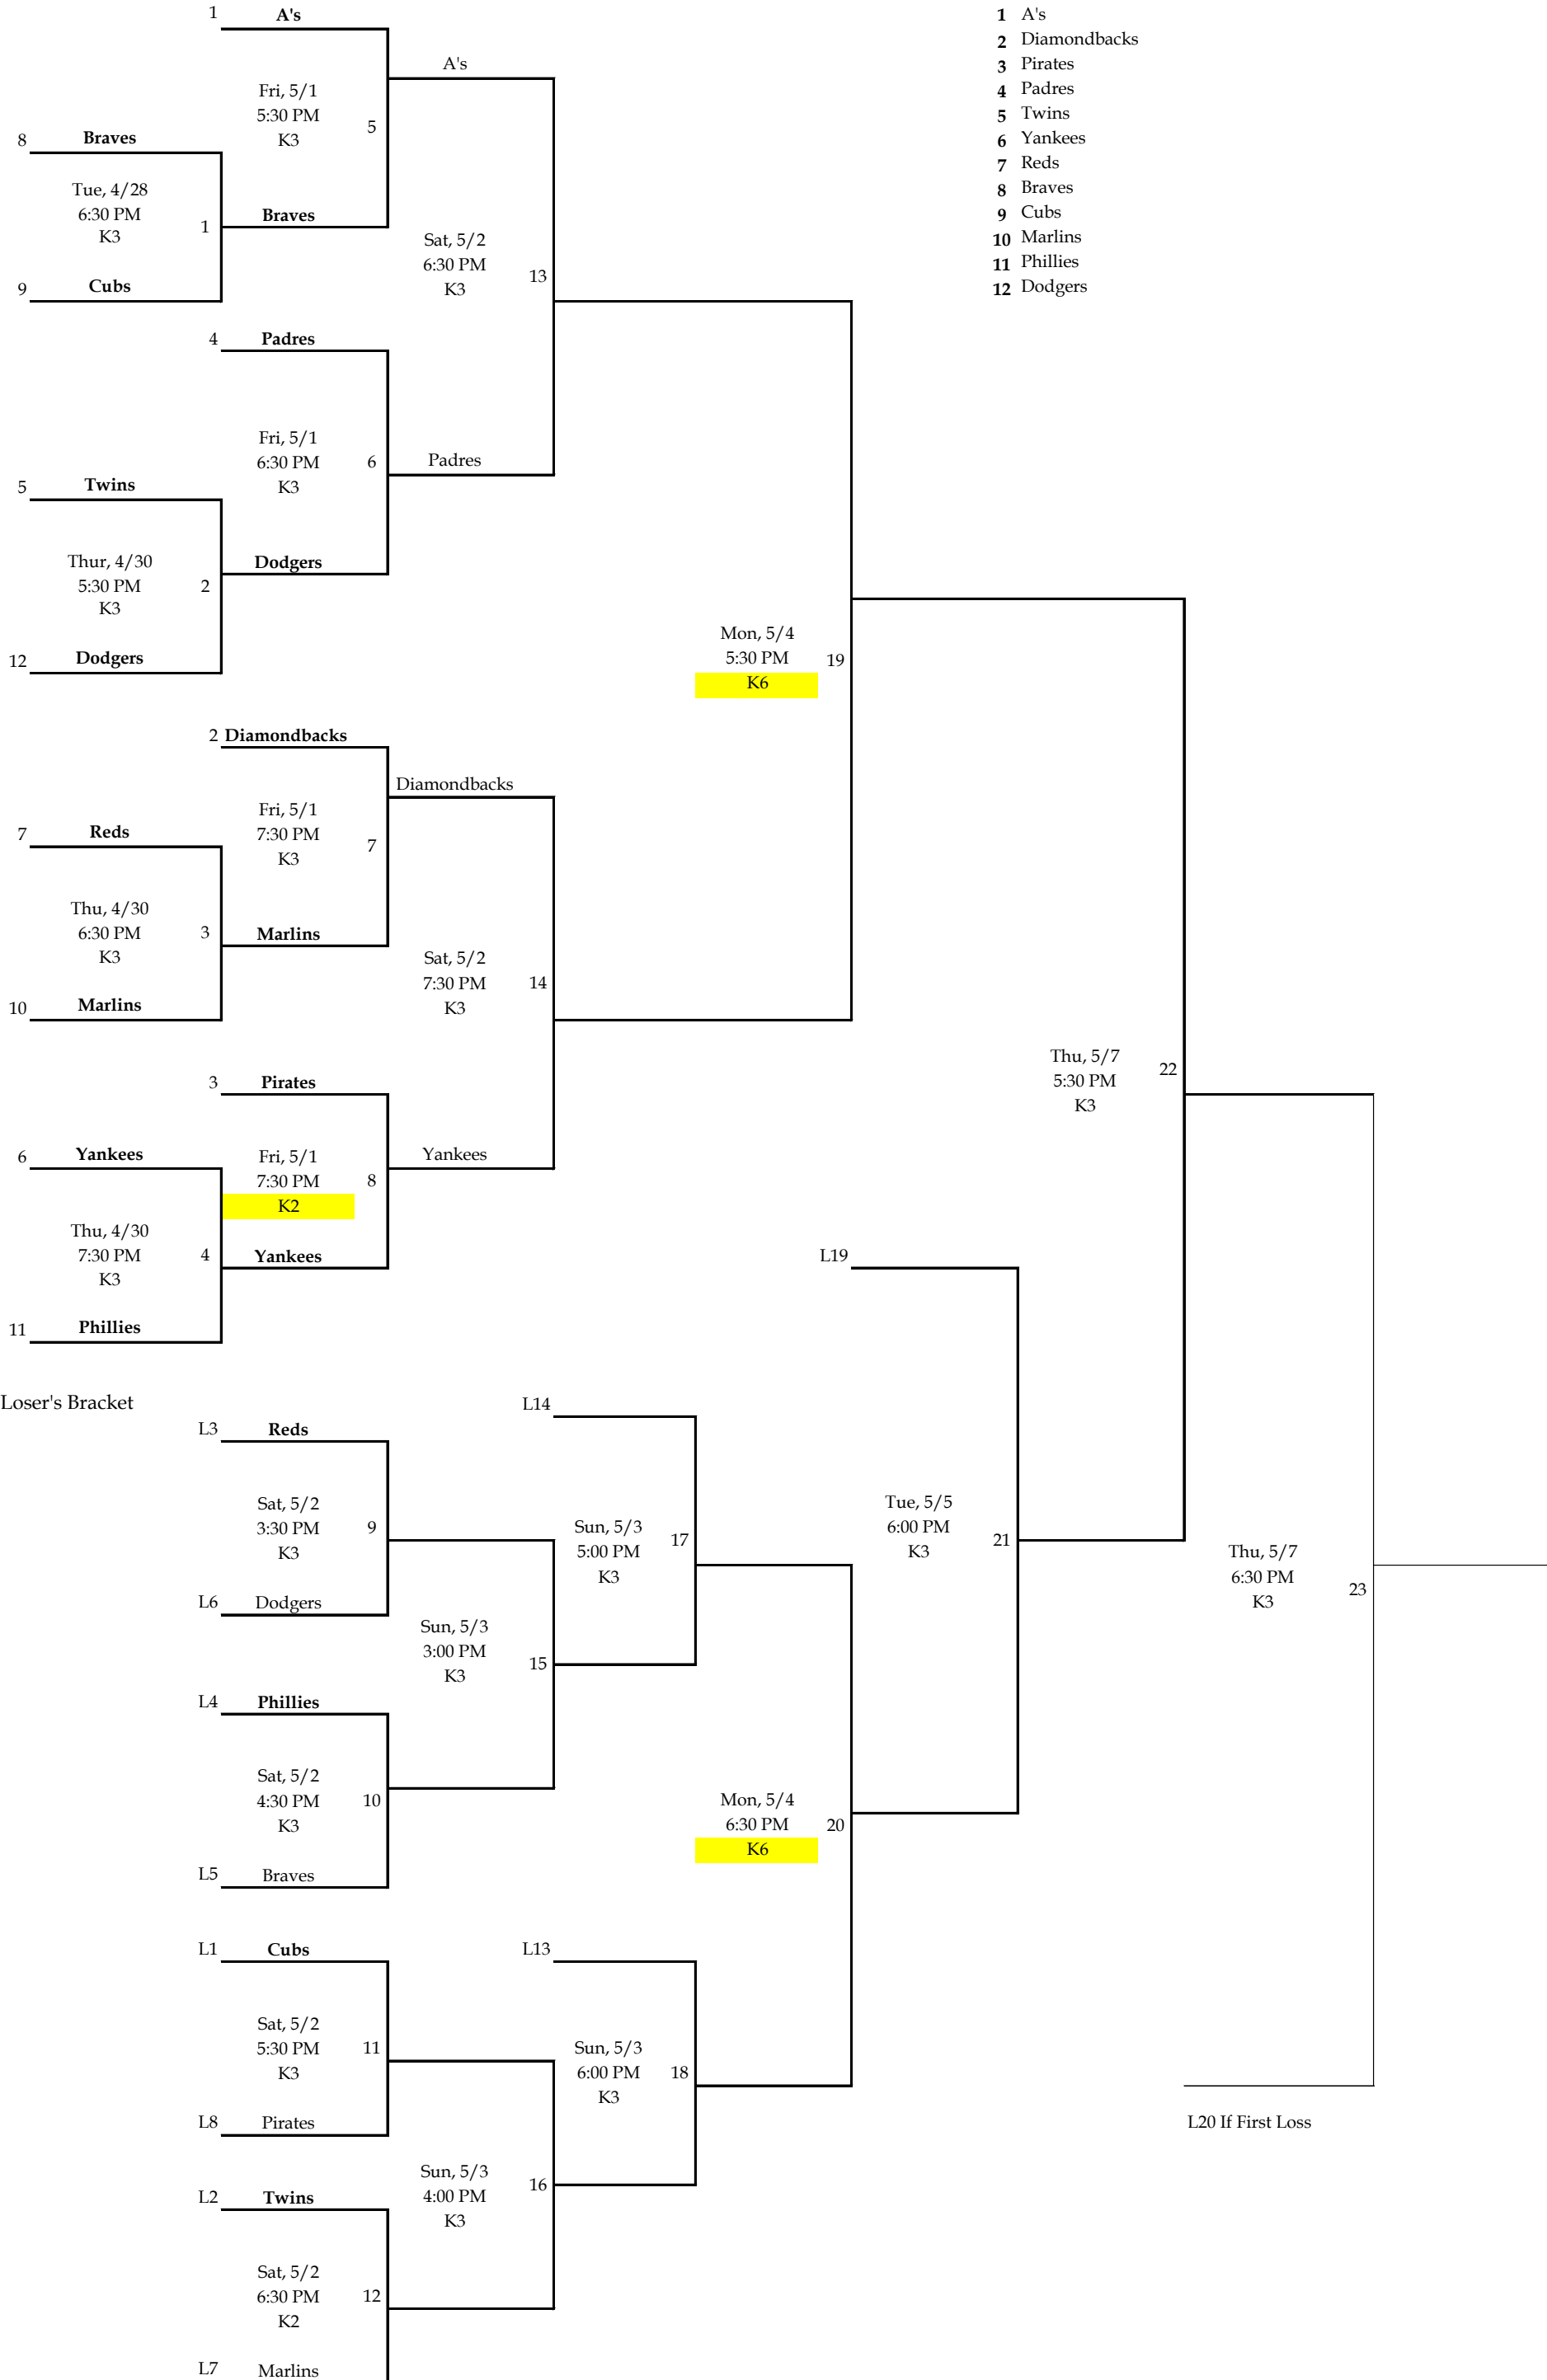 1 A's
1 A's
2 Diamondbacks
3 Pirates
4 Padres
5 Twins
6 Yankees
7 Reds
8 Braves
9 Cubs
10 Marlins
11 Phillies
12 Dodgers
A's
Fri, 5/1
5:30 PM
K3
5
8 Braves
Tue, 4/28
6:30 PM
K3
1
Braves
9 Cubs
Sat, 5/2
6:30 PM
K3
13
4 Padres
Fri, 5/1
6:30 PM
K3
6
Padres
5 Twins
Thur, 4/30
5:30 PM
K3
2
Dodgers
12 Dodgers
Mon, 5/4
5:30 PM
K6
19
2 Diamondbacks
Diamondbacks
Fri, 5/1
7:30 PM
K3
7
7 Reds
Thu, 4/30
6:30 PM
K3
3
Marlins
10 Marlins
Sat, 5/2
7:30 PM
K3
14
3 Pirates
Thu, 5/7
5:30 PM
K3
22
6 Yankees
Fri, 5/1
7:30 PM
K2
8
Yankees
Thu, 4/30
7:30 PM
K3
4
Yankees
11 Phillies
L19
Loser's Bracket
L3 Reds
L14
Sat, 5/2
3:30 PM
K3
9
L6 Dodgers
Sun, 5/3
5:00 PM
K3
17
Tue, 5/5
6:00 PM
K3
21
Thu, 5/7
6:30 PM
K3
23
Sun, 5/3
3:00 PM
K3
15
L4 Phillies
Sat, 5/2
4:30 PM
K3
10
L5 Braves
Mon, 5/4
6:30 PM
K6
20
L1 Cubs
L13
Sat, 5/2
5:30 PM
K3
11
L8 Pirates
Sun, 5/3
6:00 PM
K3
18
L20 If First Loss
Sun, 5/3
4:00 PM
K3
16
L2 Twins
Sat, 5/2
6:30 PM
K2
12
L7 Marlins